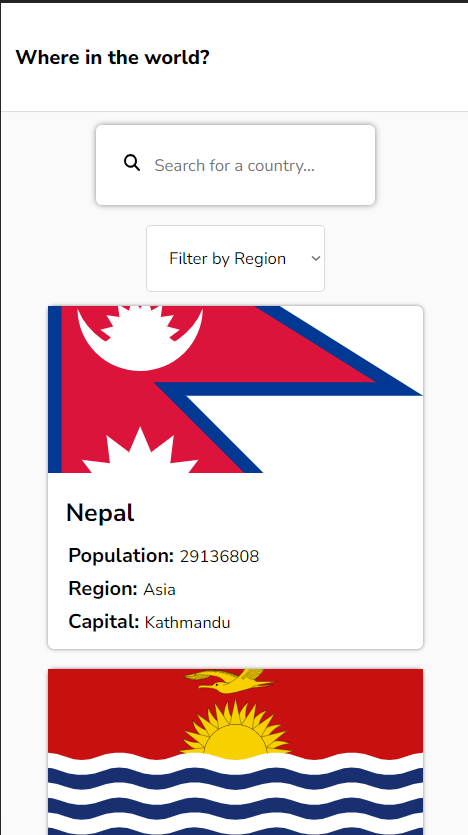 Where in the world?
Search for a country...
Filter by Region
Nepal
Population: 29136808
Region: Asia
Capital: Kathmandu